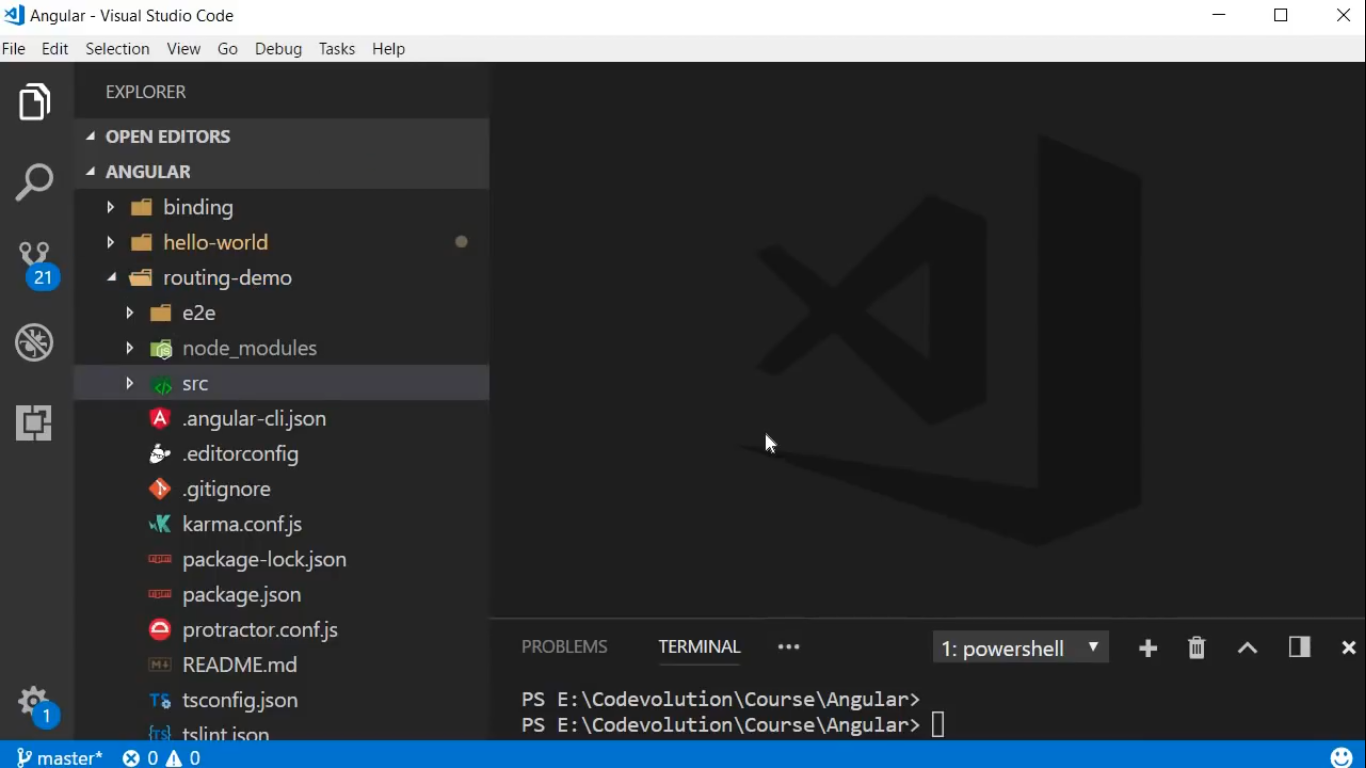 Angular - Visual Studio Code
File Edit Selection View Go Debug Tasks Help
EXPLORER
OPEN EDITORS
ANGULAR
binding
hello-world
routing-demo
e2e
node_modules
src
.angular-cli.json
.editorconfig
.gitignore
karma.conf.js
package-lock.json
package.json
protractor.conf.js
README.md
tsconfig.json
tslint.json
21
1
PROBLEMS TERMINAL ••• 1: powershell
PS E:\Codevolution\Course\Angular>
PS E:\Codevolution\Course\Angular>
master* 0 0